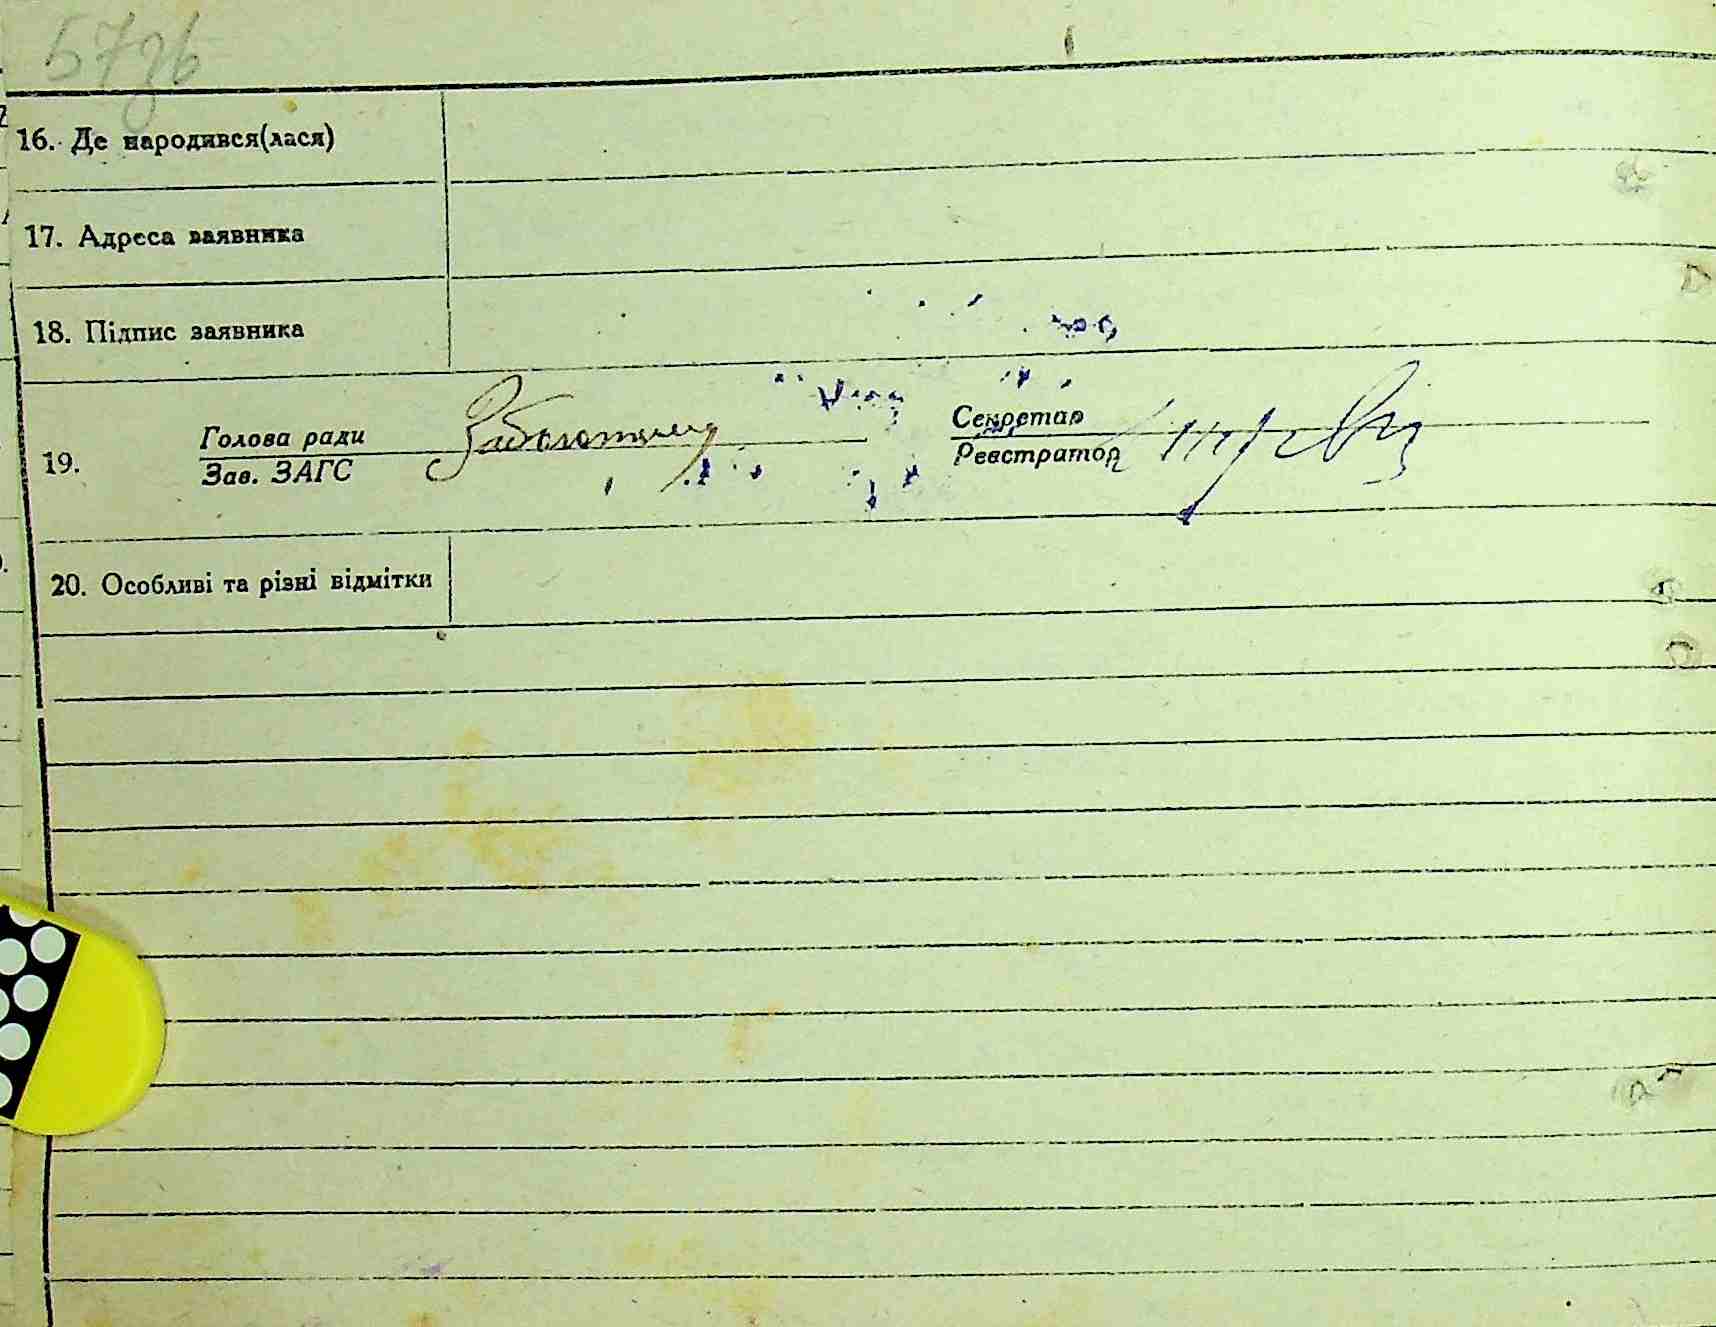 57зв
16. Де народився(лася)
17. Адреса заявника
18. Підпис заявника
19. Голова ради Секретар
Зав. ЗАГС Реєстратор
20. Особливі та різні відмітки